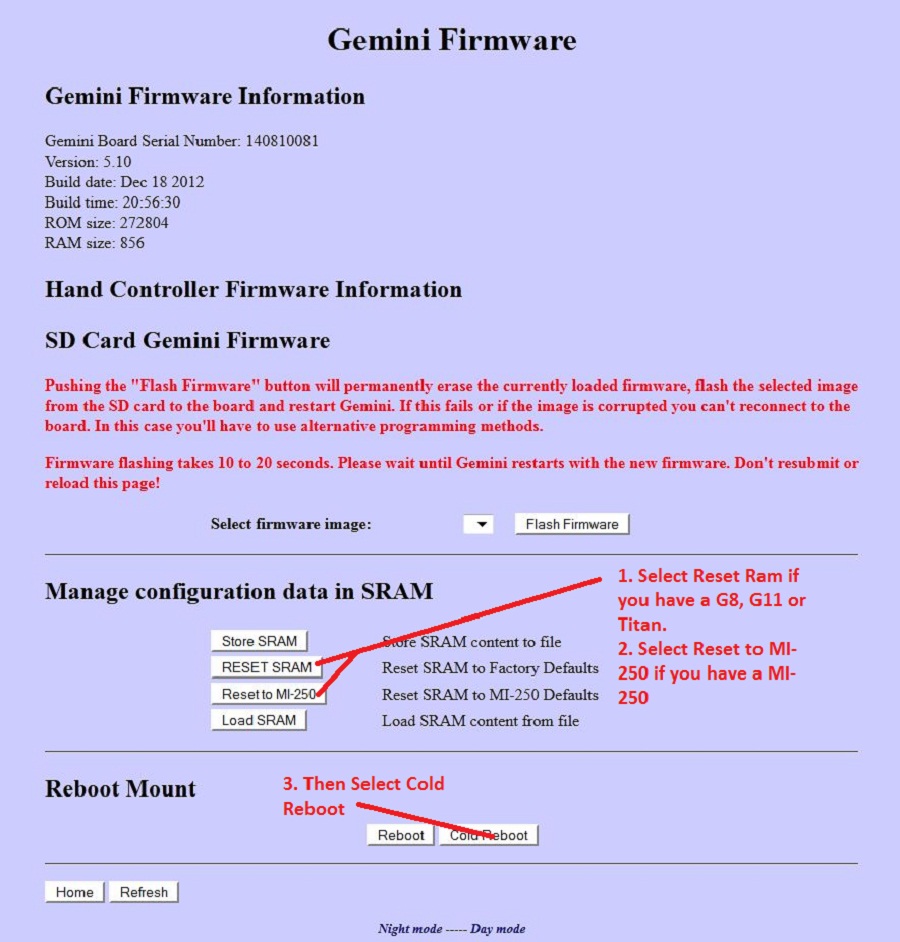 Gemini Firmware
Gemini Firmware Information
Gemini Board Serial Number: 140810081
Version: 5.10
Build date: Dec 18 2012
Build time: 20:56:30
ROM size: 272804
RAM size: 856
Hand Controller Firmware Information
SD Card Gemini Firmware
Pushing the "Flash Firmware" button will permanently erase the currently loaded firmware, flash the selected image
from the SD card to the board and restart Gemini. If this fails or if the image is corrupted you can't reconnect to the
board. In this case you'll have to use alternative programming methods.
Firmware flashing takes 10 to 20 seconds. Please wait until Gemini restarts with the new firmware. Don't resubmit or
reload this page!
Select firmware image: Flash Firmware
Manage configuration data in SRAM
Store SRAM Store SRAM content to file
RESET SRAM Reset SRAM to Factory Defaults
Reset to MI-250 Reset SRAM to MI-250 Defaults
Load SRAM Load SRAM content from file
1. Select Reset Ram if
you have a G8, G11 or
Titan.
2. Select Reset to MI-
250 if you have a MI-
250
Reboot Mount
3. Then Select Cold
Reboot
Reboot Cold Reboot
Home Refresh
Night mode ----- Day mode